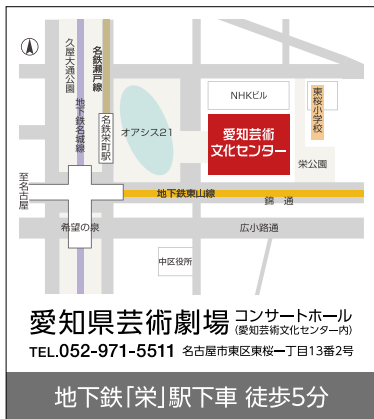 久屋大通公園
地下鉄名城線
名鉄瀬戸線
名鉄栄町駅
オアシス21
NHKビル
愛知芸術
文化センター
東桜小学校
栄公園
至名古屋
地下鉄東山線
錦 通
希望の泉
広小路通
中区役所
愛知県芸術劇場 コンサートホール
(愛知芸術文化センター内)
TEL.052-971-5511 名古屋市東区東桜一丁目13番2号
地下鉄「栄」駅下車 徒歩5分